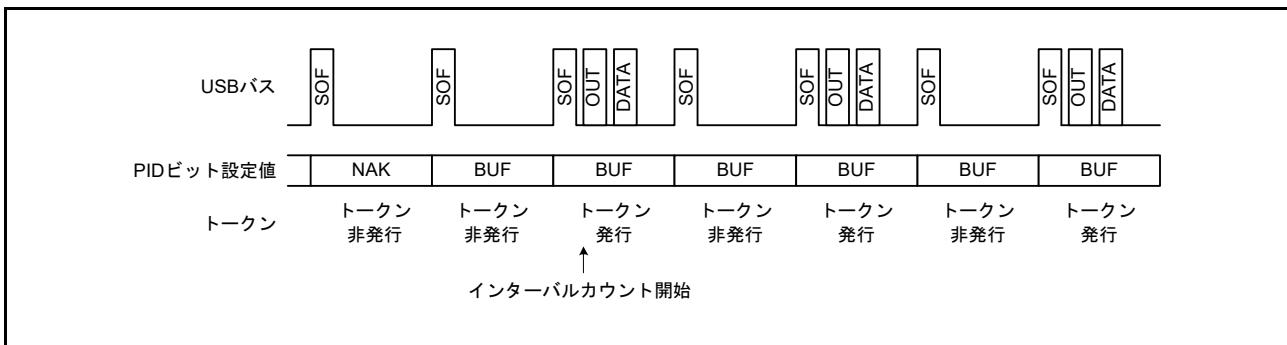 USBバス
SOF
SOF
SOF
OUT
DATA
SOF
SOF
OUT
DATA
SOF
SOF
OUT
DATA
PIDビット設定値
NAK
BUF
BUF
BUF
BUF
BUF
BUF
トークン
トークン
非発行
トークン
非発行
トークン
発行
トークン
非発行
トークン
発行
トークン
非発行
トークン
発行
インターバルカウント開始